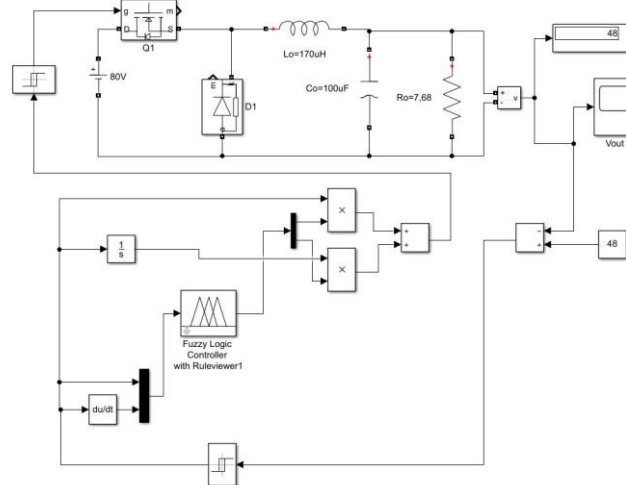 g
m
D
S
Q1
80V
Lo=170uH
Co=100uF
Ro=7,68
E
D1
+
-
v
48
Vout
×
×
+
+
−
+
48
1
s
Fuzzy Logic
Controller
with Ruleviewer1
du/dt